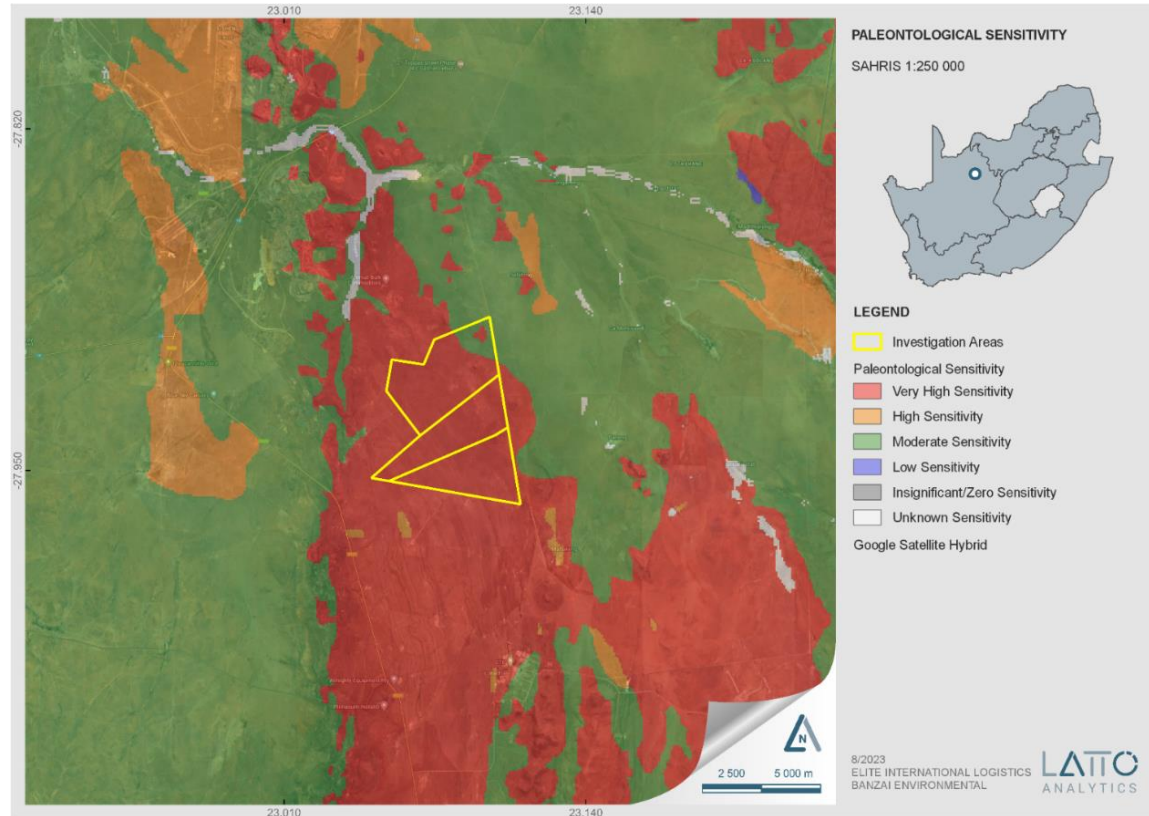 23.010
23.140
-27.820
-27.950
23.010
23.140
N
2 500
5 000 m
PALEONTOLOGICAL SENSITIVITY
SAHRIS 1:250 000
LEGEND
Investigation Areas
Paleontological Sensitivity
Very High Sensitivity
High Sensitivity
Moderate Sensitivity
Low Sensitivity
Insignificant/Zero Sensitivity
Unknown Sensitivity
Google Satellite Hybrid
8/2023
ELITE INTERNATIONAL LOGISTICS
BANZAI ENVIRONMENTAL
LATTO
ANALYTICS